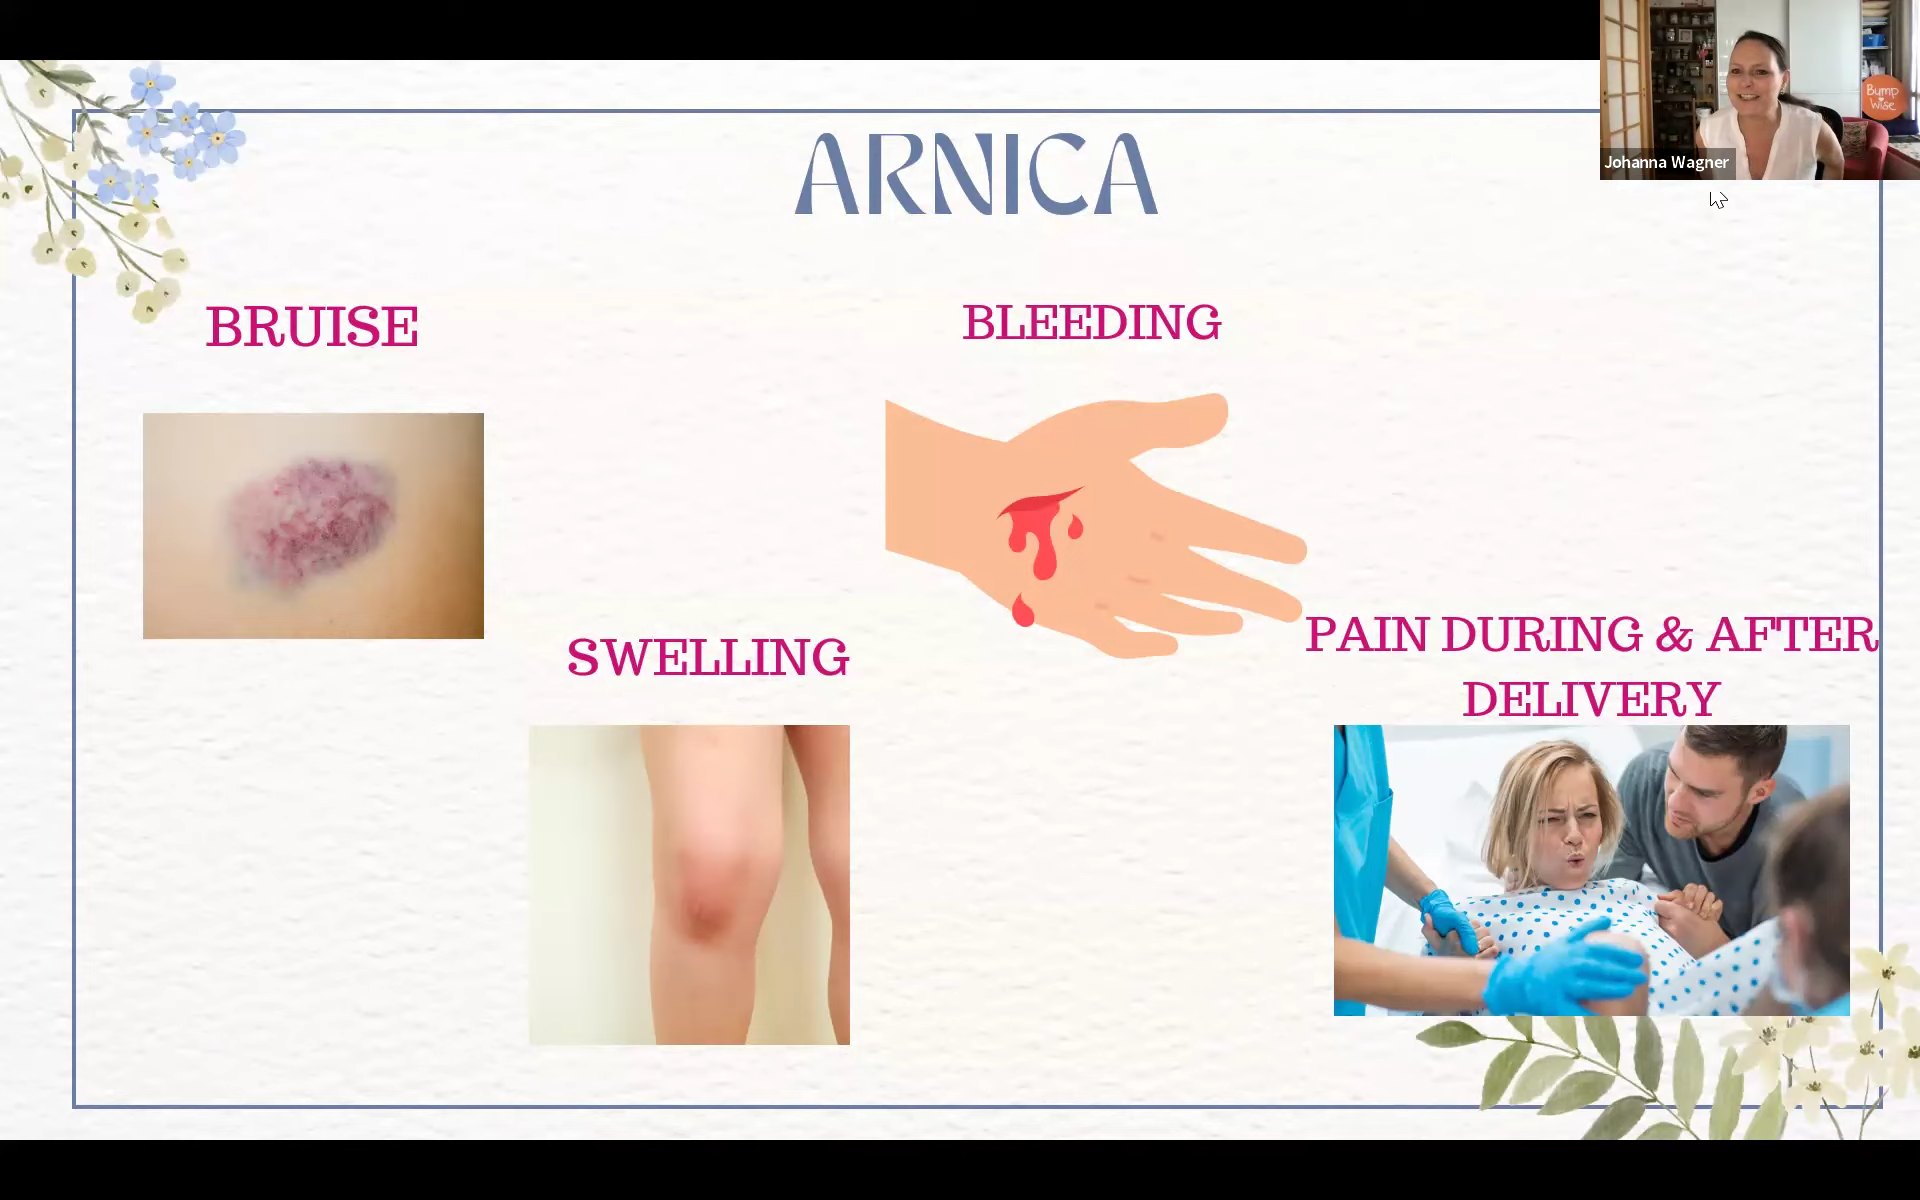 ARNICA
Bump
Wise
Johanna Wagner
BRUISE
BLEEDING
SWELLING
PAIN DURING & AFTER
DELIVERY